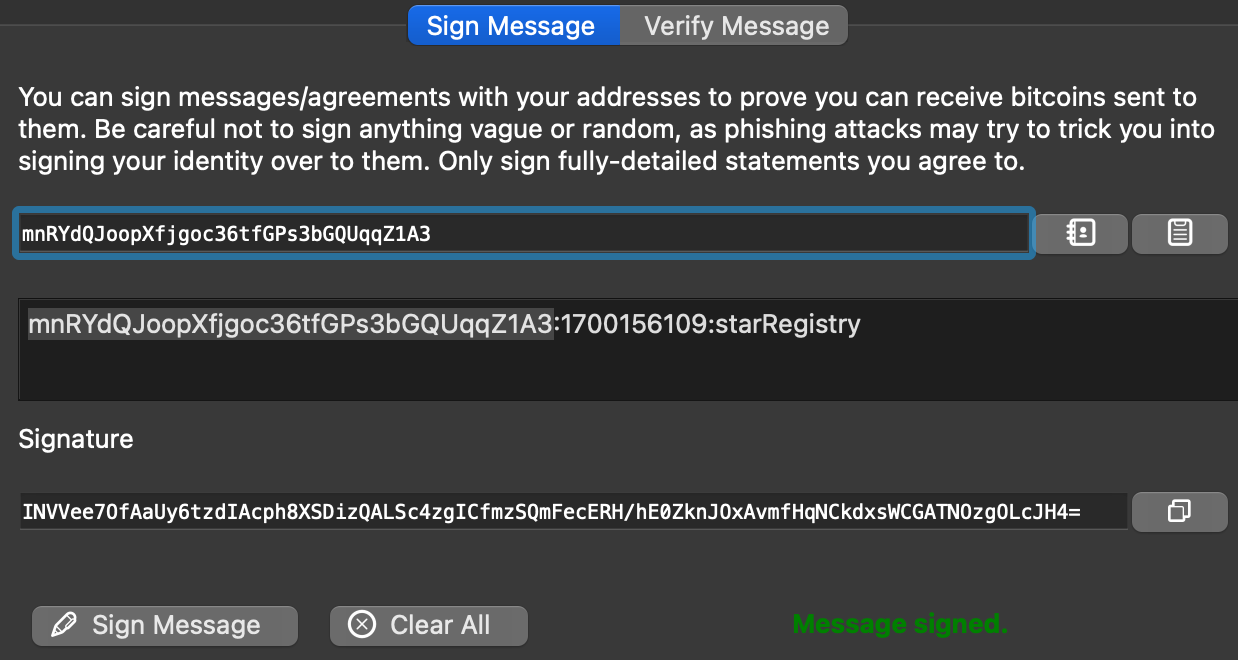 Sign Message Verify Message
You can sign messages/agreements with your addresses to prove you can receive bitcoins sent to
them. Be careful not to sign anything vague or random, as phishing attacks may try to trick you into
signing your identity over to them. Only sign fully-detailed statements you agree to.
mnRYdQJoopXfjgoc36tfGPs3bGQUqqZ1A3
mnRYdQJoopXfjgoc36tfGPs3bGQUqqZ1A3:1700156109:starRegistry
Signature
INVVee7OfAaUy6tzdIAcph8XSDizQALSc4zgICfmzSQmFecERH/hE0ZknJOxAvmfHqNCkdxsWCGATNOzgOLcJH4=
Sign Message Clear All Message signed.